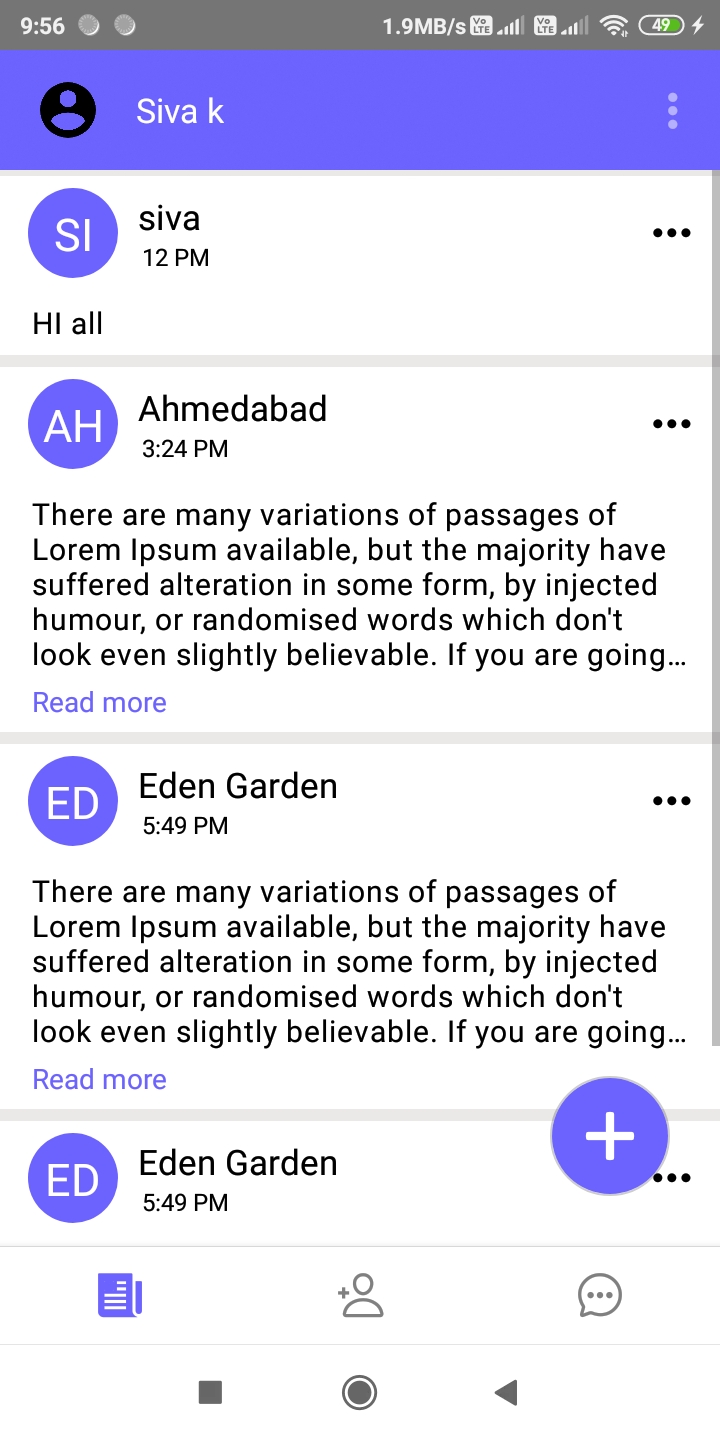 9:56
1.9MB/s Vo LTE Vo LTE 49
Siva k
SI
siva
12 PM
HI all
AH
Ahmedabad
3:24 PM
There are many variations of passages of
Lorem Ipsum available, but the majority have
suffered alteration in some form, by injected
humour, or randomised words which don't
look even slightly believable. If you are going…
Read more
ED
Eden Garden
5:49 PM
There are many variations of passages of
Lorem Ipsum available, but the majority have
suffered alteration in some form, by injected
humour, or randomised words which don't
look even slightly believable. If you are going…
Read more
ED
Eden Garden
5:49 PM